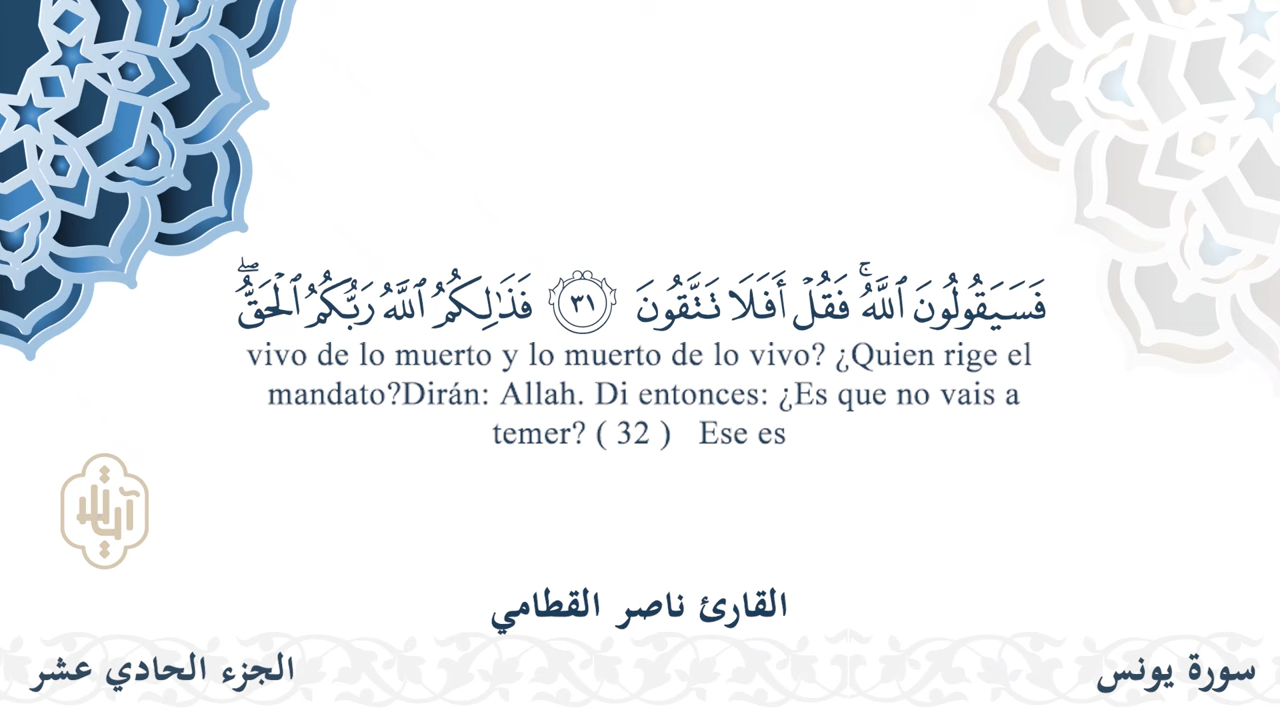 فَسَيَقُولُونَ ٱللَّهُۚ فَقُلْ أَفَلَا تَتَّقُونَ ٣١ فَذَٰلِكُمُ ٱللَّهُ رَبُّكُمُ ٱلْحَقُّۖ
vivo de lo muerto y lo muerto de lo vivo? ¿Quien rige el
mandato?Dirán: Allah. Di entonces: ¿Es que no vais a
temer? ( 32 ) Ese es
آيات
القارئ ناصر القطامي
سورة يونس
الجزء الحادي عشر